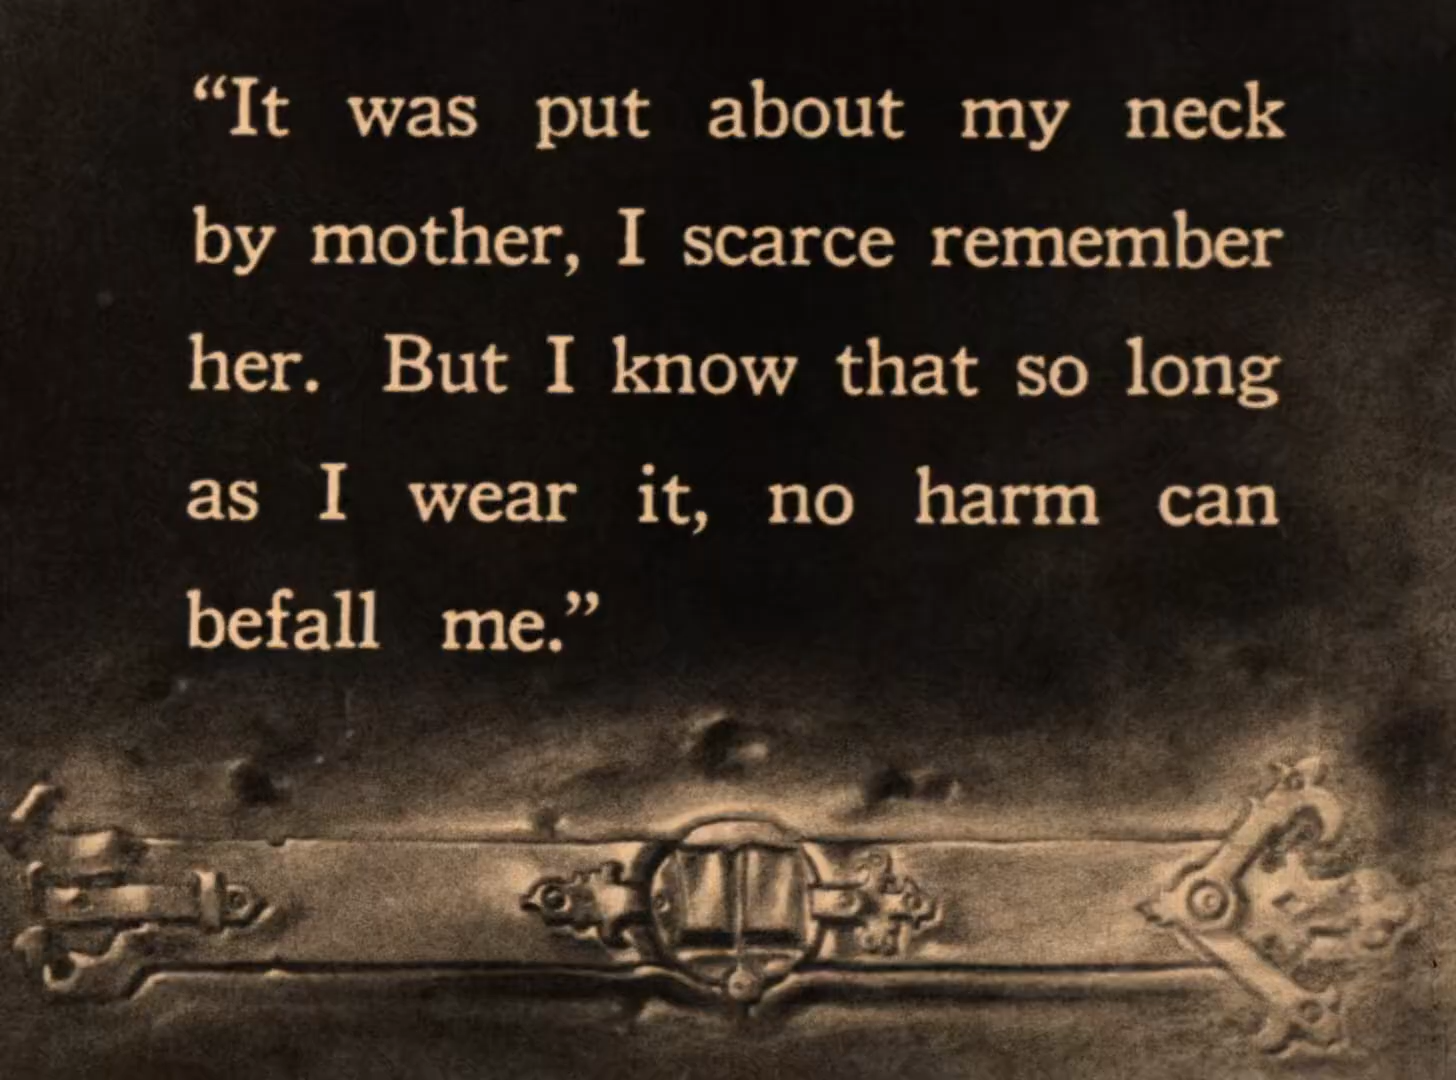 “It was put about my neck
by mother, I scarce remember
her. But I know that so long
as I wear it, no harm can
befall me.”